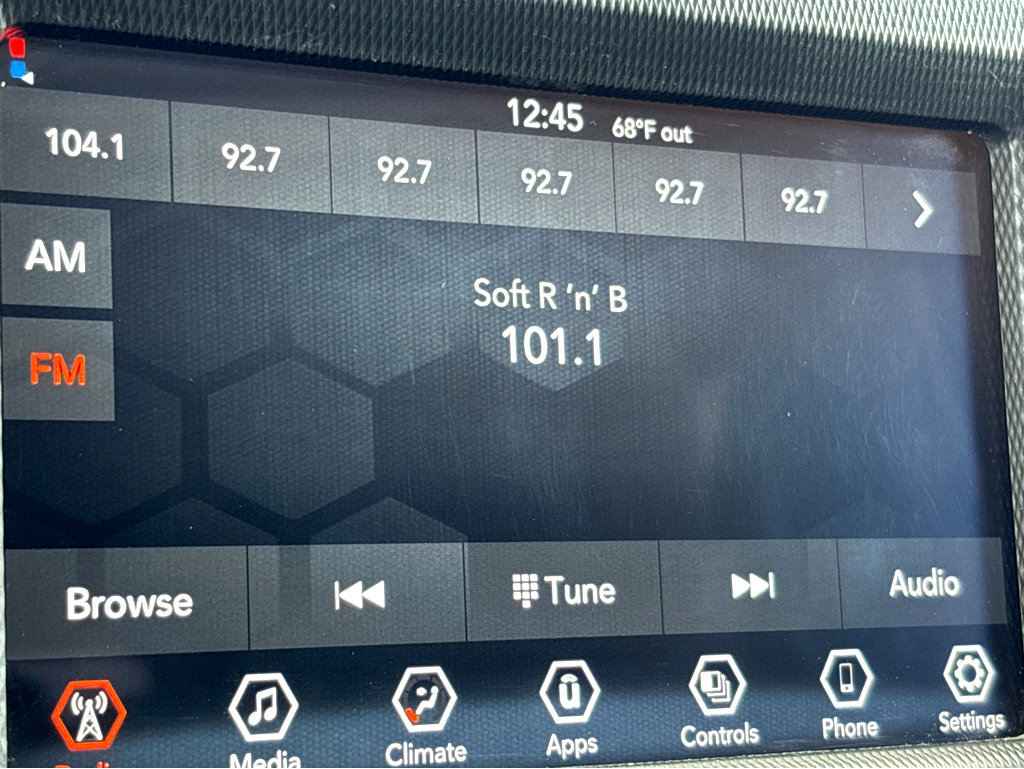 12:45 68°F out
104.1 92.7 92.7 92.7 92.7 92.7
AM
Soft R 'n' B
101.1
FM
Browse Tune Audio
Radio Media Climate Apps Controls Phone Settings